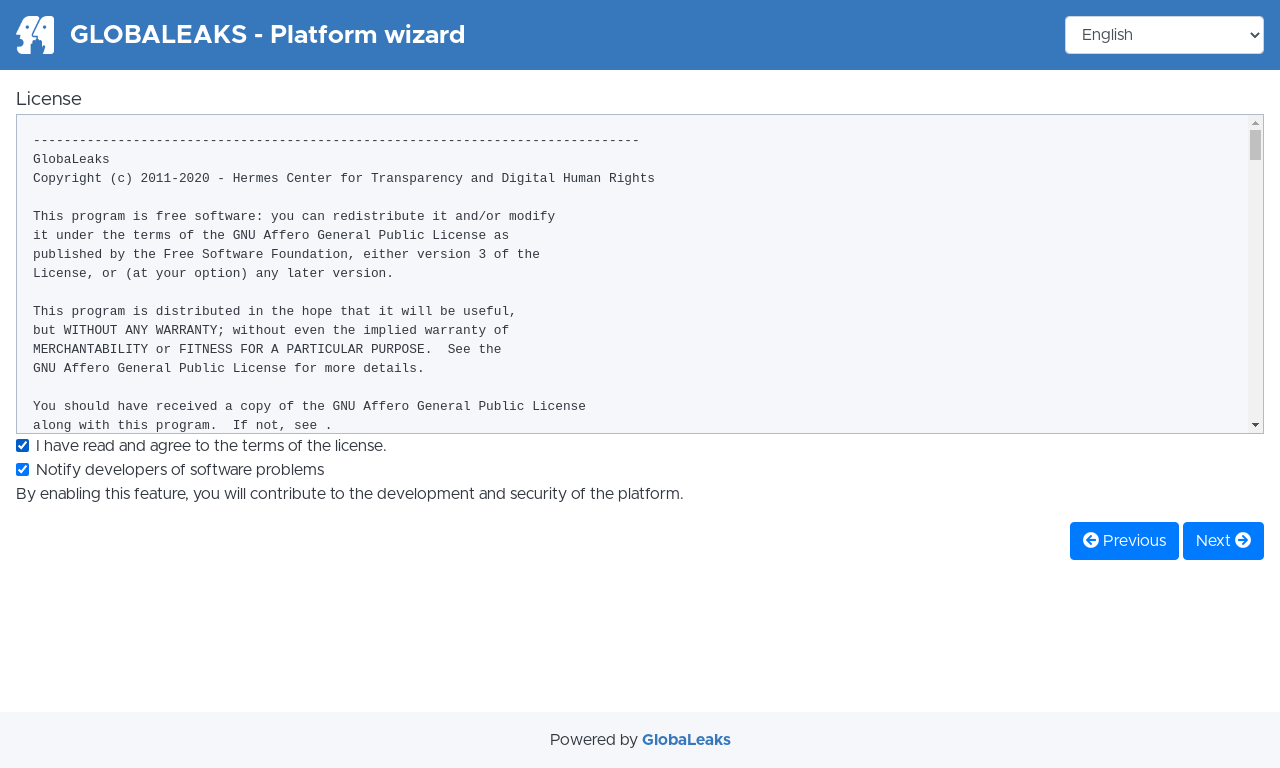 GLOBALEAKS - Platform wizard
English
License
-------------------------------------------------------------------------------
GlobaLeaks
Copyright (c) 2011-2020 - Hermes Center for Transparency and Digital Human Rights
This program is free software: you can redistribute it and/or modify
it under the terms of the GNU Affero General Public License as
published by the Free Software Foundation, either version 3 of the
License, or (at your option) any later version.
This program is distributed in the hope that it will be useful,
but WITHOUT ANY WARRANTY; without even the implied warranty of
MERCHANTABILITY or FITNESS FOR A PARTICULAR PURPOSE.  See the
GNU Affero General Public License for more details.
You should have received a copy of the GNU Affero General Public License
along with this program.  If not, see .
I have read and agree to the terms of the license.
Notify developers of software problems
By enabling this feature, you will contribute to the development and security of the platform.
Previous Next
Powered by GlobaLeaks